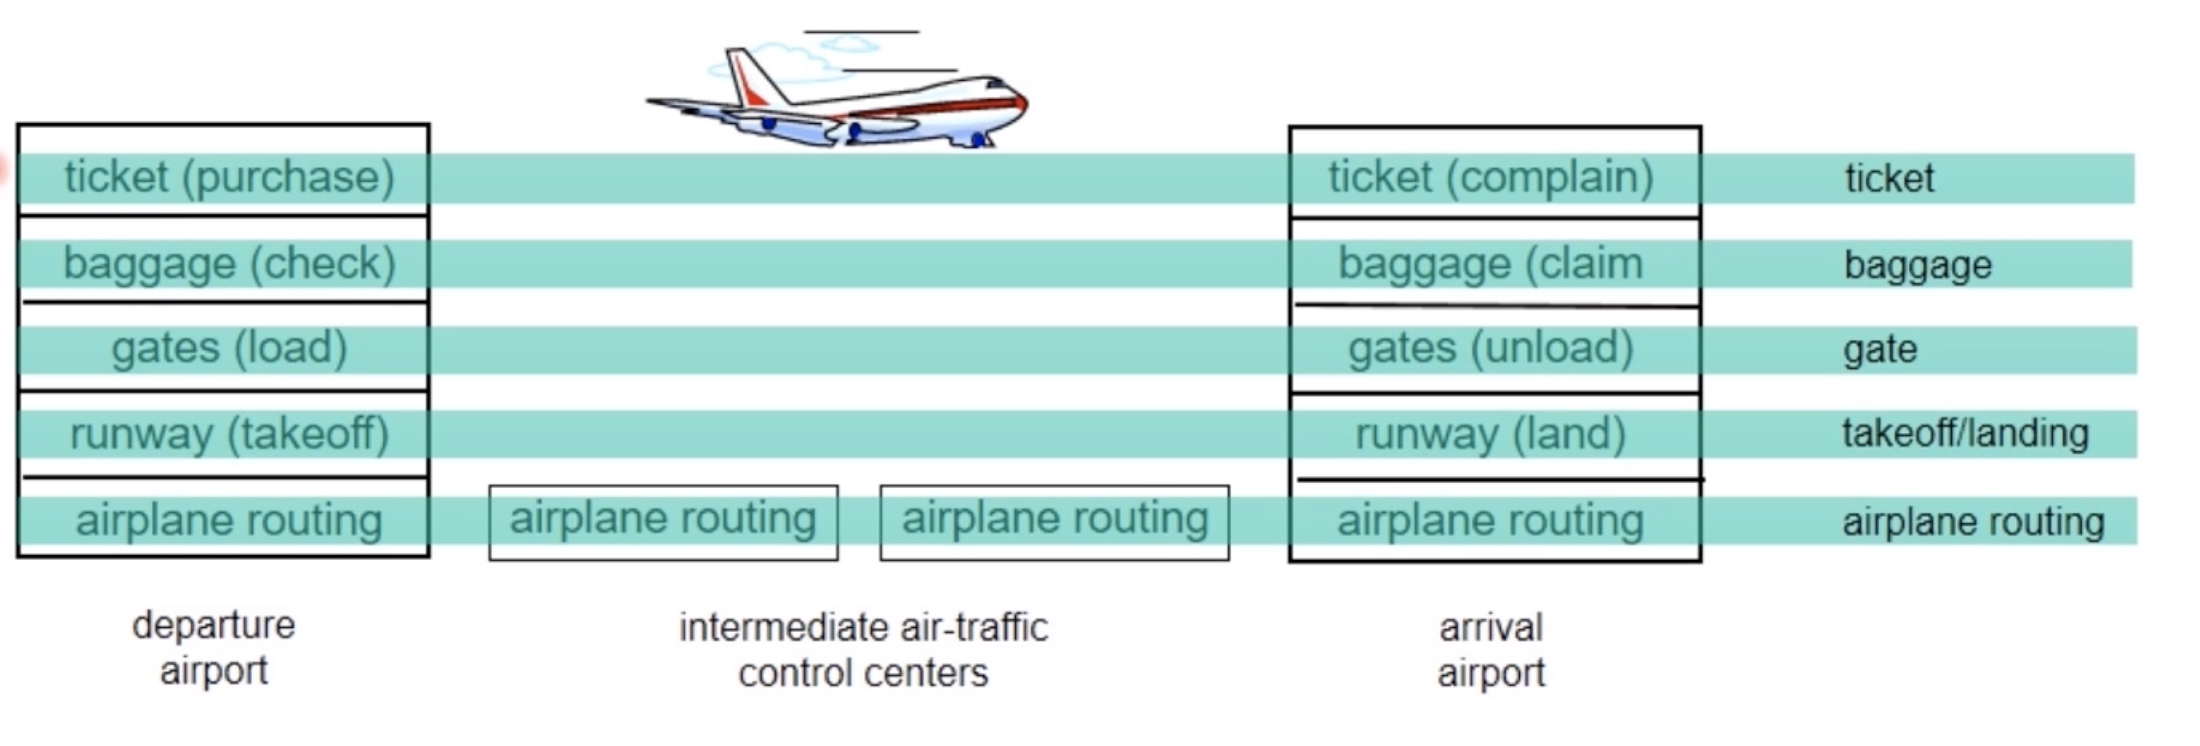 ticket (purchase) ticket (complain) ticket
baggage (check) baggage (claim baggage
gates (load) gates (unload) gate
runway (takeoff) runway (land) takeoff/landing
airplane routing airplane routing airplane routing airplane routing airplane routing
departure
airport
intermediate air-traffic
control centers
arrival
airport